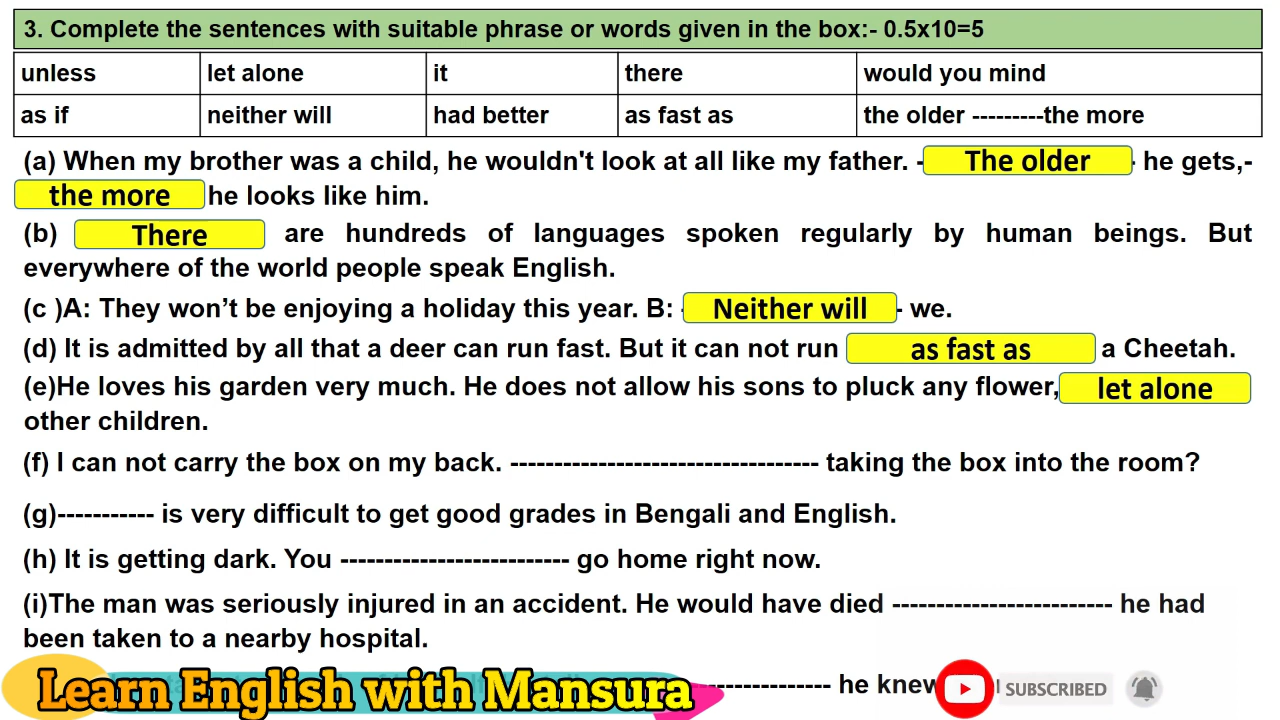 3. Complete the sentences with suitable phrase or words given in the box:- 0.5x10=5
unless let alone it there would you mind
as if neither will had better as fast as the older ---------the more
(a) When my brother was a child, he wouldn't look at all like my father. - The older - he gets,-
the more he looks like him.
(b) There are hundreds of languages spoken regularly by human beings. But
everywhere of the world people speak English.
(c )A: They won’t be enjoying a holiday this year. B: - Neither will - we.
(d) It is admitted by all that a deer can run fast. But it can not run as fast as a Cheetah.
(e)He loves his garden very much. He does not allow his sons to pluck any flower, let alone
other children.
(f) I can not carry the box on my back. ----------------------------------- taking the box into the room?
(g)----------- is very difficult to get good grades in Bengali and English.
(h) It is getting dark. You -------------------------- go home right now.
(i)The man was seriously injured in an accident. He would have died ------------------------- he had
been taken to a nearby hospital.
Learn English with Mansura -------------- he knew SUBSCRIBED